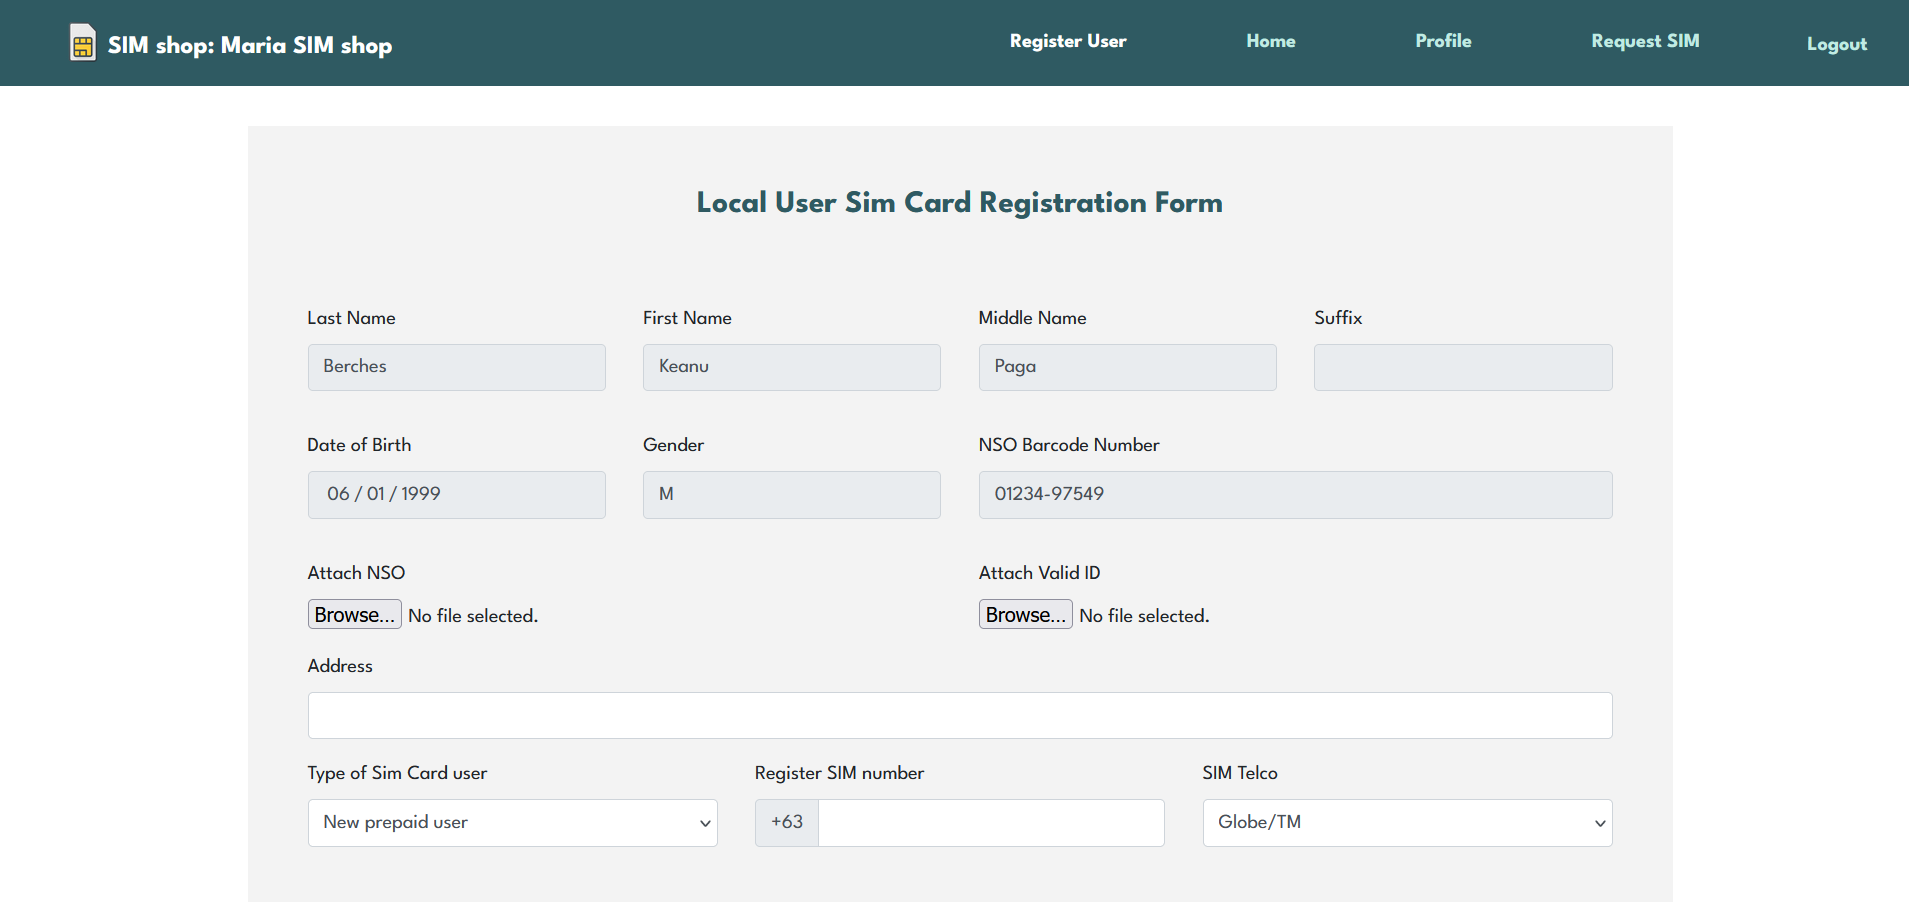 SIM shop: Maria SIM shop
Register User
Home
Profile
Request SIM
Logout
Local User Sim Card Registration Form
Last Name
First Name
Middle Name
Suffix
Berches
Keanu
Paga
Date of Birth
Gender
NSO Barcode Number
06 / 01 / 1999
M
01234-97549
Attach NSO
Attach Valid ID
Browse... No file selected.
Browse... No file selected.
Address
Type of Sim Card user
Register SIM number
SIM Telco
New prepaid user
+63
Globe/TM